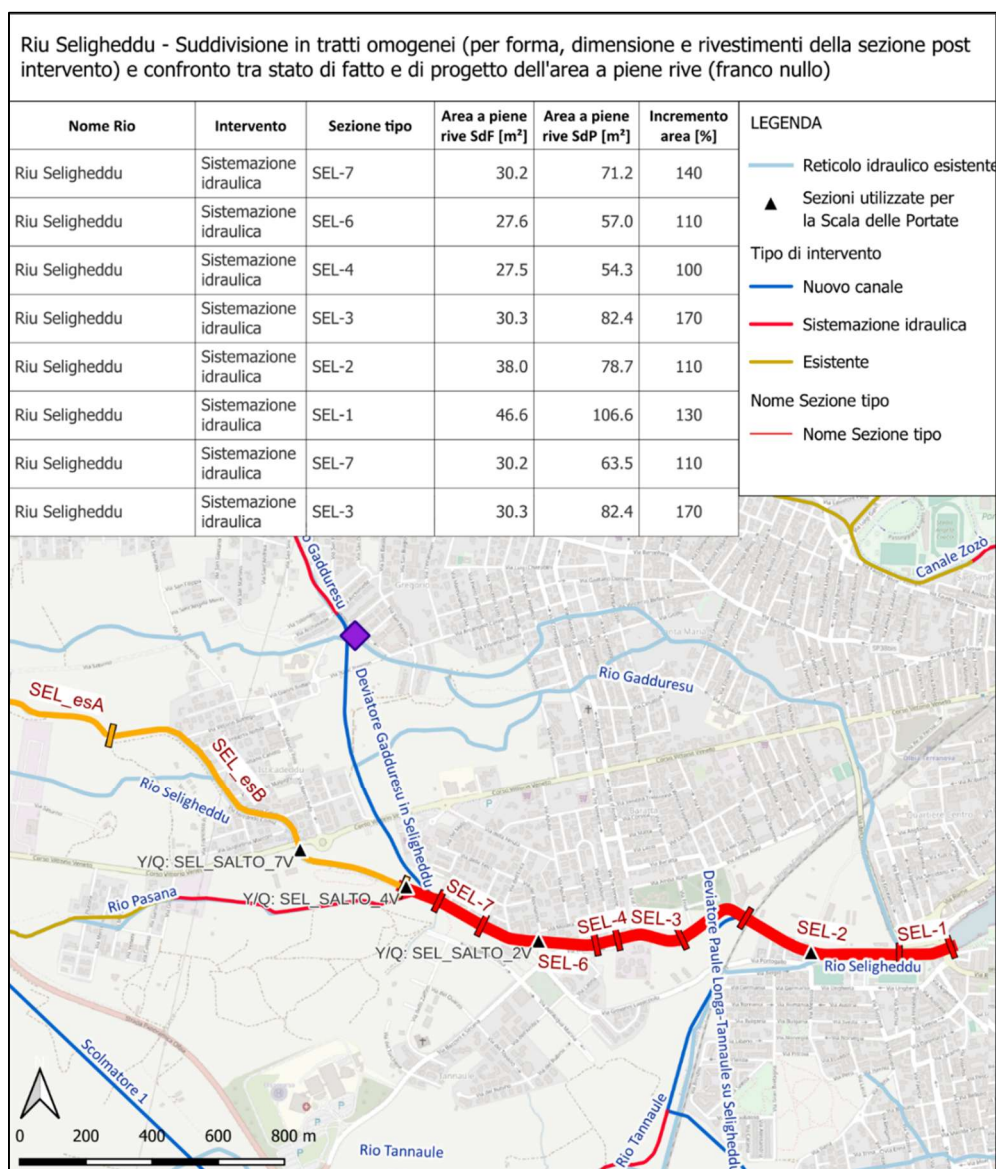 Riu Seligheddu - Suddivisione in tratti omogenei (per forma, dimensione e rivestimenti della sezione post
intervento) e confronto tra stato di fatto e di progetto dell'area a piene rive (franco nullo)
Nome Rio Intervento Sezione tipo Area a piene rive SdF [m²] Area a piene rive SdP [m²] Incremento area [%]
Riu Seligheddu Sistemazione idraulica SEL-7 30.2 71.2 140
Riu Seligheddu Sistemazione idraulica SEL-6 27.6 57.0 110
Riu Seligheddu Sistemazione idraulica SEL-4 27.5 54.3 100
Riu Seligheddu Sistemazione idraulica SEL-3 30.3 82.4 170
Riu Seligheddu Sistemazione idraulica SEL-2 38.0 78.7 110
Riu Seligheddu Sistemazione idraulica SEL-1 46.6 106.6 130
Riu Seligheddu Sistemazione idraulica SEL-7 30.2 63.5 110
Riu Seligheddu Sistemazione idraulica SEL-3 30.3 82.4 170
LEGENDA
Reticolo idraulico esistente
Sezioni utilizzate per
la Scala delle Portate
Tipo di intervento
Nuovo canale
Sistemazione idraulica
Esistente
Nome Sezione tipo
Nome Sezione tipo
Canale Zozò
Gadduresu
Rio Gadduresu
Deviatore Gadduresu in Seligheddu
SEL_esA
SEL_esB
Rio Seligheddu
Y/Q: SEL_SALTO_7V
Y/Q: SEL_SALTO_4V
Rio Pasana
SEL-7
Y/Q: SEL_SALTO_2V
SEL-6
SEL-4
SEL-3
SEL-2
SEL-1
Rio Seligheddu
Deviatore Paule Longa-Tannaule su Seligheddu
Scolmatore 1
Rio Tannaule
Rio Tannaule
0 200 400 600 800 m